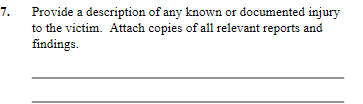 7. Provide a description of any known or documented injury
to the victim. Attach copies of all relevant reports and
findings.